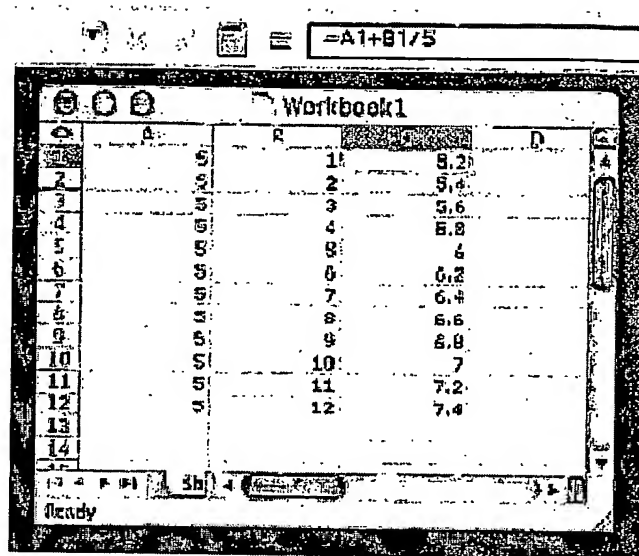 =A1+B1/5
Workbook1
A B D
1 5 1 5.2
2 5 2 5.4
3 5 3 5.6
4 5 4 5.8
5 5 5 6
6 5 6 6.2
7 5 7 6.4
8 5 8 6.6
9 5 9 6.8
10 5 10 7
11 5 11 7.2
12 5 12 7.4
13
14
Sh
Ready